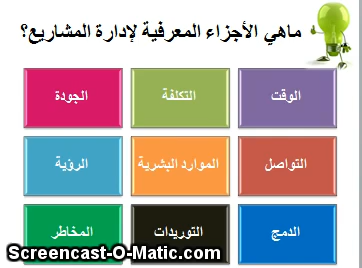 ماهي الأجزاء المعرفية لإدارة المشاريع؟
الوقت
التكلفة
الجودة
التواصل
الموارد البشرية
الرؤية
الدمج
التوريدات
المخاطر
Screencast-O-Matic.com